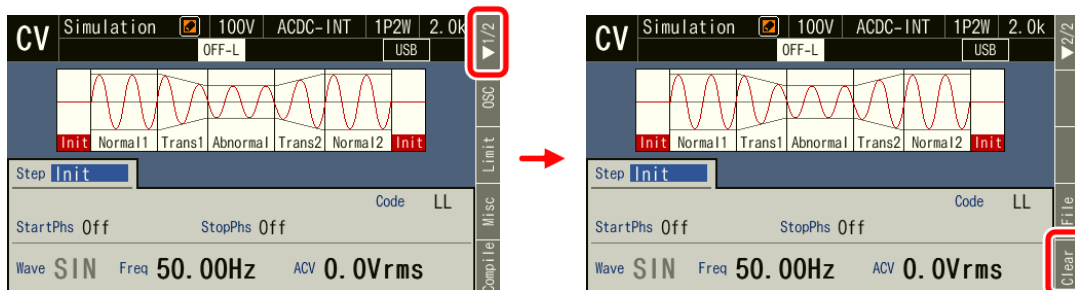 CV Simulation 100V ACDC-INT 1P2W 2.0k ▼1/2
OFF-L USB
OSC
Init Normal1 Trans1 Abnormal Trans2 Normal2 Init
Limit
Step Init
Code LL
Misc
StartPhs Off StopPhs Off
Wave SIN Freq 50.00Hz ACV 0.0Vrms
Compile
CV Simulation 100V ACDC-INT 1P2W 2.0k ▼2/2
OFF-L USB
Init Normal1 Trans1 Abnormal Trans2 Normal2 Init
Step Init
Code LL
File
StartPhs Off StopPhs Off
Wave SIN Freq 50.00Hz ACV 0.0Vrms
Clear